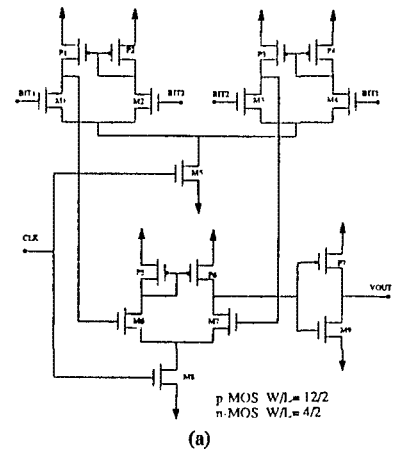 P1 P2 P3 P4
BIT1 M1 M2 BIT2 BIT2 M3 M4 BIT1
M5
CLK
P5 P6 P7
M6 M7 VOUT
M9
M8
p-MOS W/L= 12/2
n-MOS W/L= 4/2
(a)